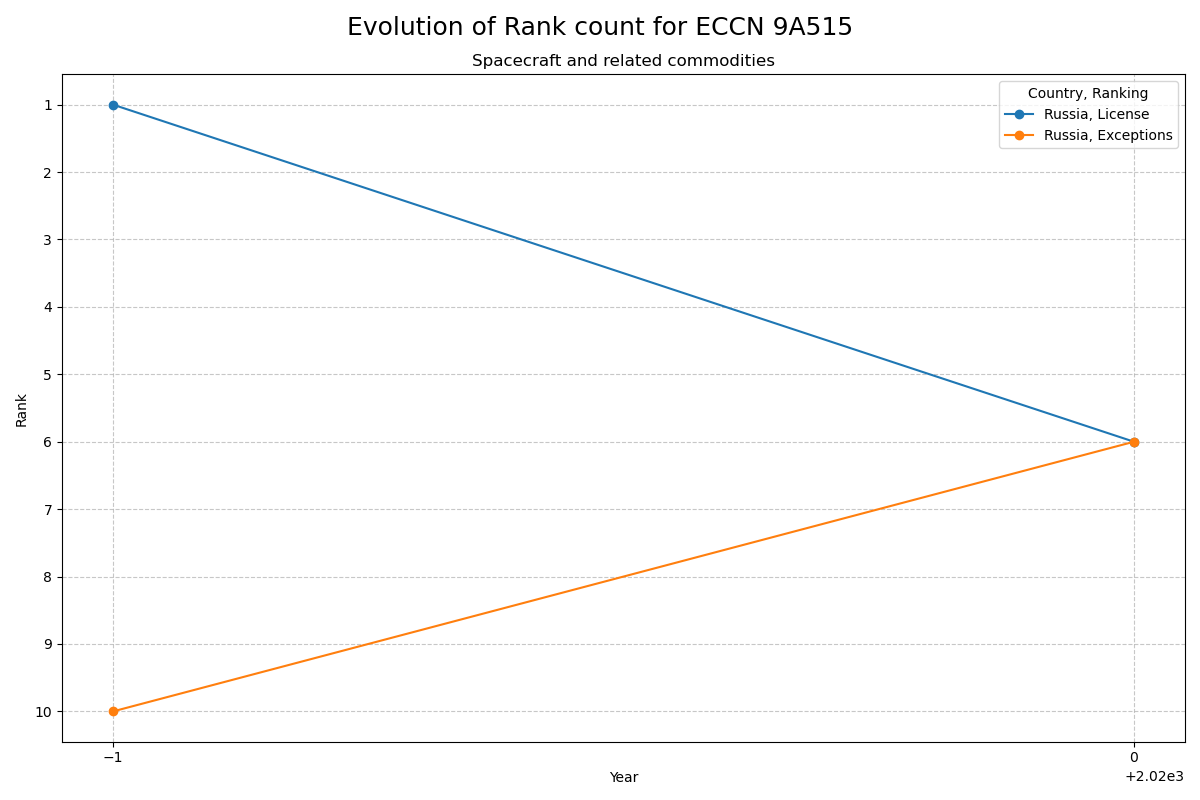 Evolution of Rank count for ECCN 9A515
Spacecraft and related commodities
Country, Ranking
Russia, License
Russia, Exceptions
Rank
1
2
3
4
5
6
7
8
9
10
−1
0
+2.02e3
Year